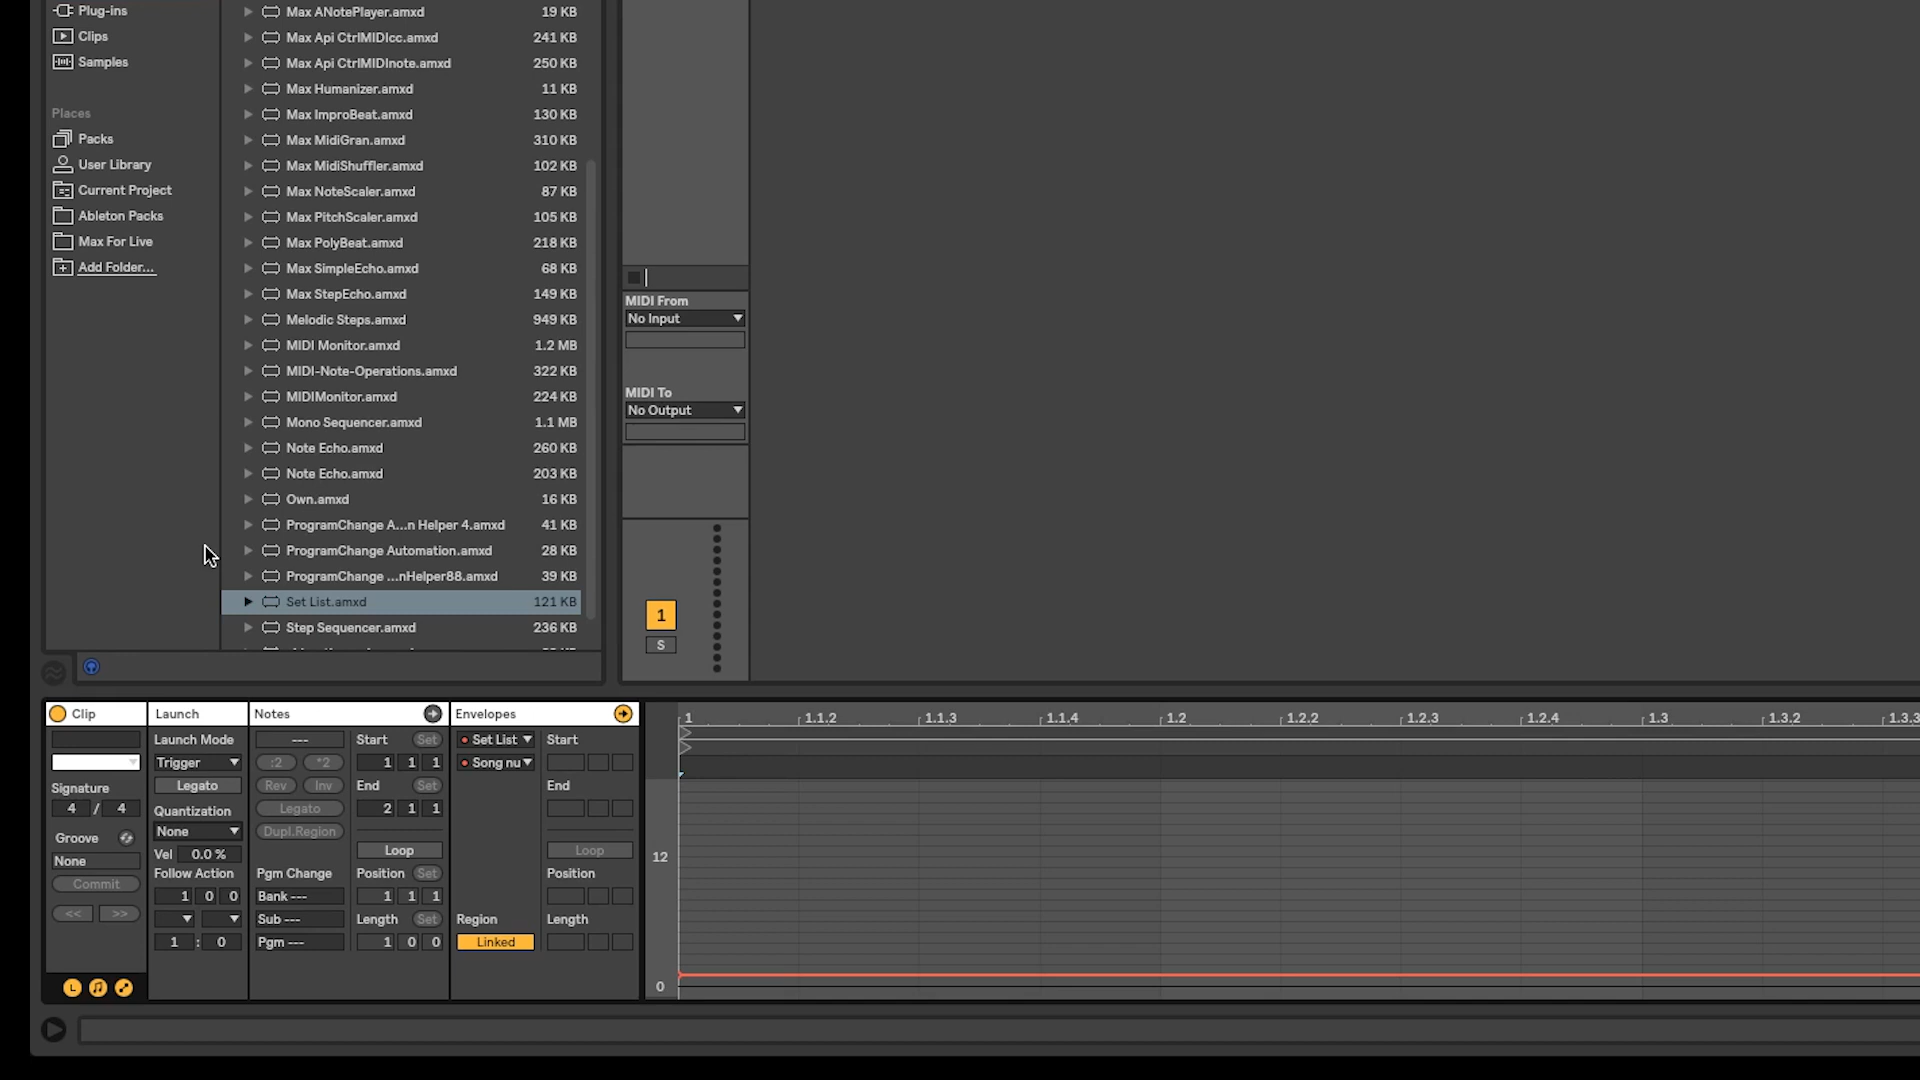 Plug-ins
Clips
Samples
Places
Packs
User Library
Current Project
Ableton Packs
Max For Live
Add Folder...
Max ANotePlayer.amxd 19 KB
Max Api CtrlMIDIcc.amxd 241 KB
Max Api CtrlMIDInote.amxd 250 KB
Max Humanizer.amxd 11 KB
Max ImproBeat.amxd 130 KB
Max MidiGran.amxd 310 KB
Max MidiShuffler.amxd 102 KB
Max NoteScaler.amxd 87 KB
Max PitchScaler.amxd 105 KB
Max PolyBeat.amxd 218 KB
Max SimpleEcho.amxd 68 KB
Max StepEcho.amxd 149 KB
Melodic Steps.amxd 949 KB
MIDI Monitor.amxd 1.2 MB
MIDI-Note-Operations.amxd 322 KB
MIDIMonitor.amxd 224 KB
Mono Sequencer.amxd 1.1 MB
Note Echo.amxd 260 KB
Note Echo.amxd 203 KB
Own.amxd 16 KB
ProgramChange A...n Helper 4.amxd 41 KB
ProgramChange Automation.amxd 28 KB
ProgramChange ...nHelper88.amxd 39 KB
Set List.amxd 121 KB
Step Sequencer.amxd 236 KB
MIDI From
No Input
MIDI To
No Output
1
S
Clip
Signature
4 / 4
Groove
None
Commit
<< >>
L
Launch
Launch Mode
Trigger
Legato
Quantization
None
Vel 0.0 %
Follow Action
1 0 0
1 : 0
Notes
---
:2 *2
Rev Inv
Legato
Dupl.Region
Pgm Change
Bank ---
Sub ---
Pgm ---
Start Set
1 1 1
End Set
2 1 1
Loop
Position Set
1 1 1
Length Set
1 0 0
Envelopes
Set List
Song nu
Region
Linked
Start
End
Loop
Position
Length
1 1.1.2 1.1.3 1.1.4 1.2 1.2.2 1.2.3 1.2.4 1.3 1.3.2 1.3.3
12
0